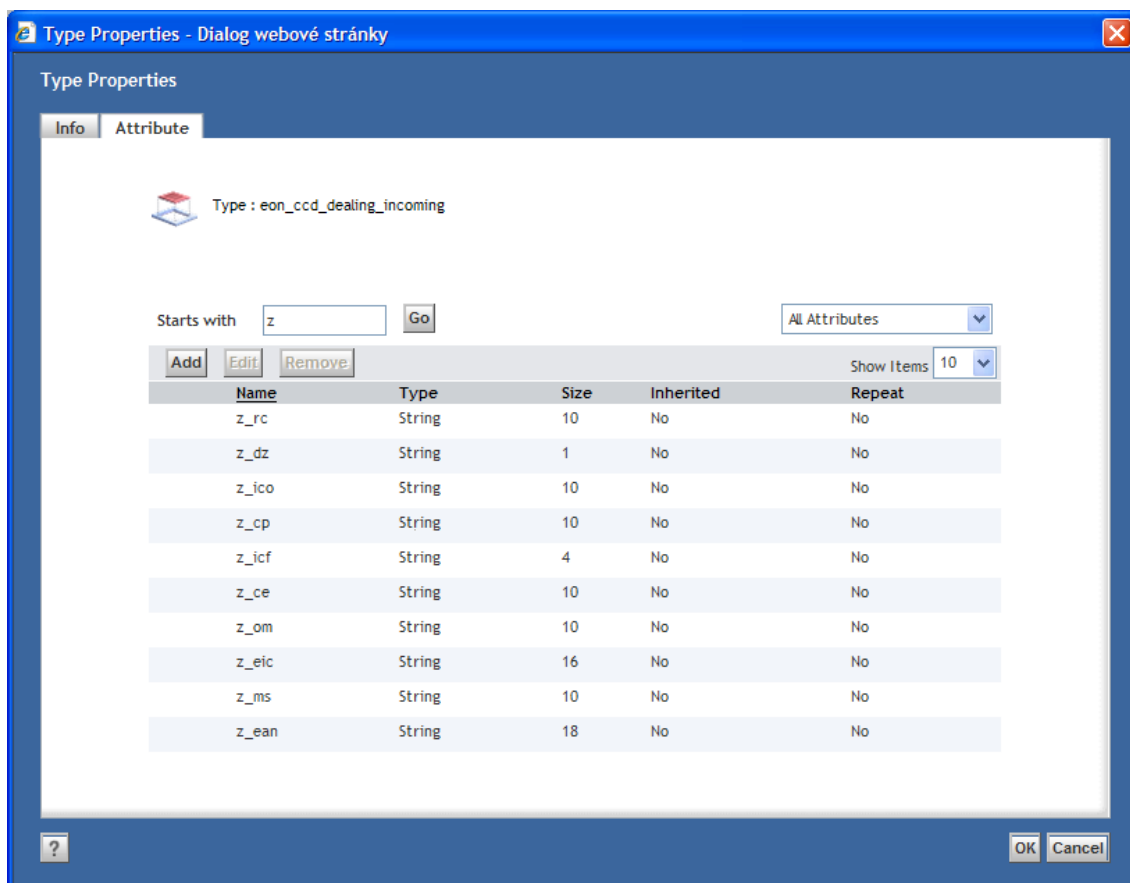 Type Properties - Dialog webové stránky
Type Properties
Info Attribute
Type : eon_ccd_dealing_incoming
Starts with z Go All Attributes
Add Edit Remove Show Items 10
Name Type Size Inherited Repeat
z_rc String 10 No No
z_dz String 1 No No
z_ico String 10 No No
z_cp String 10 No No
z_icf String 4 No No
z_ce String 10 No No
z_om String 10 No No
z_eic String 16 No No
z_ms String 10 No No
z_ean String 18 No No
? OK Cancel